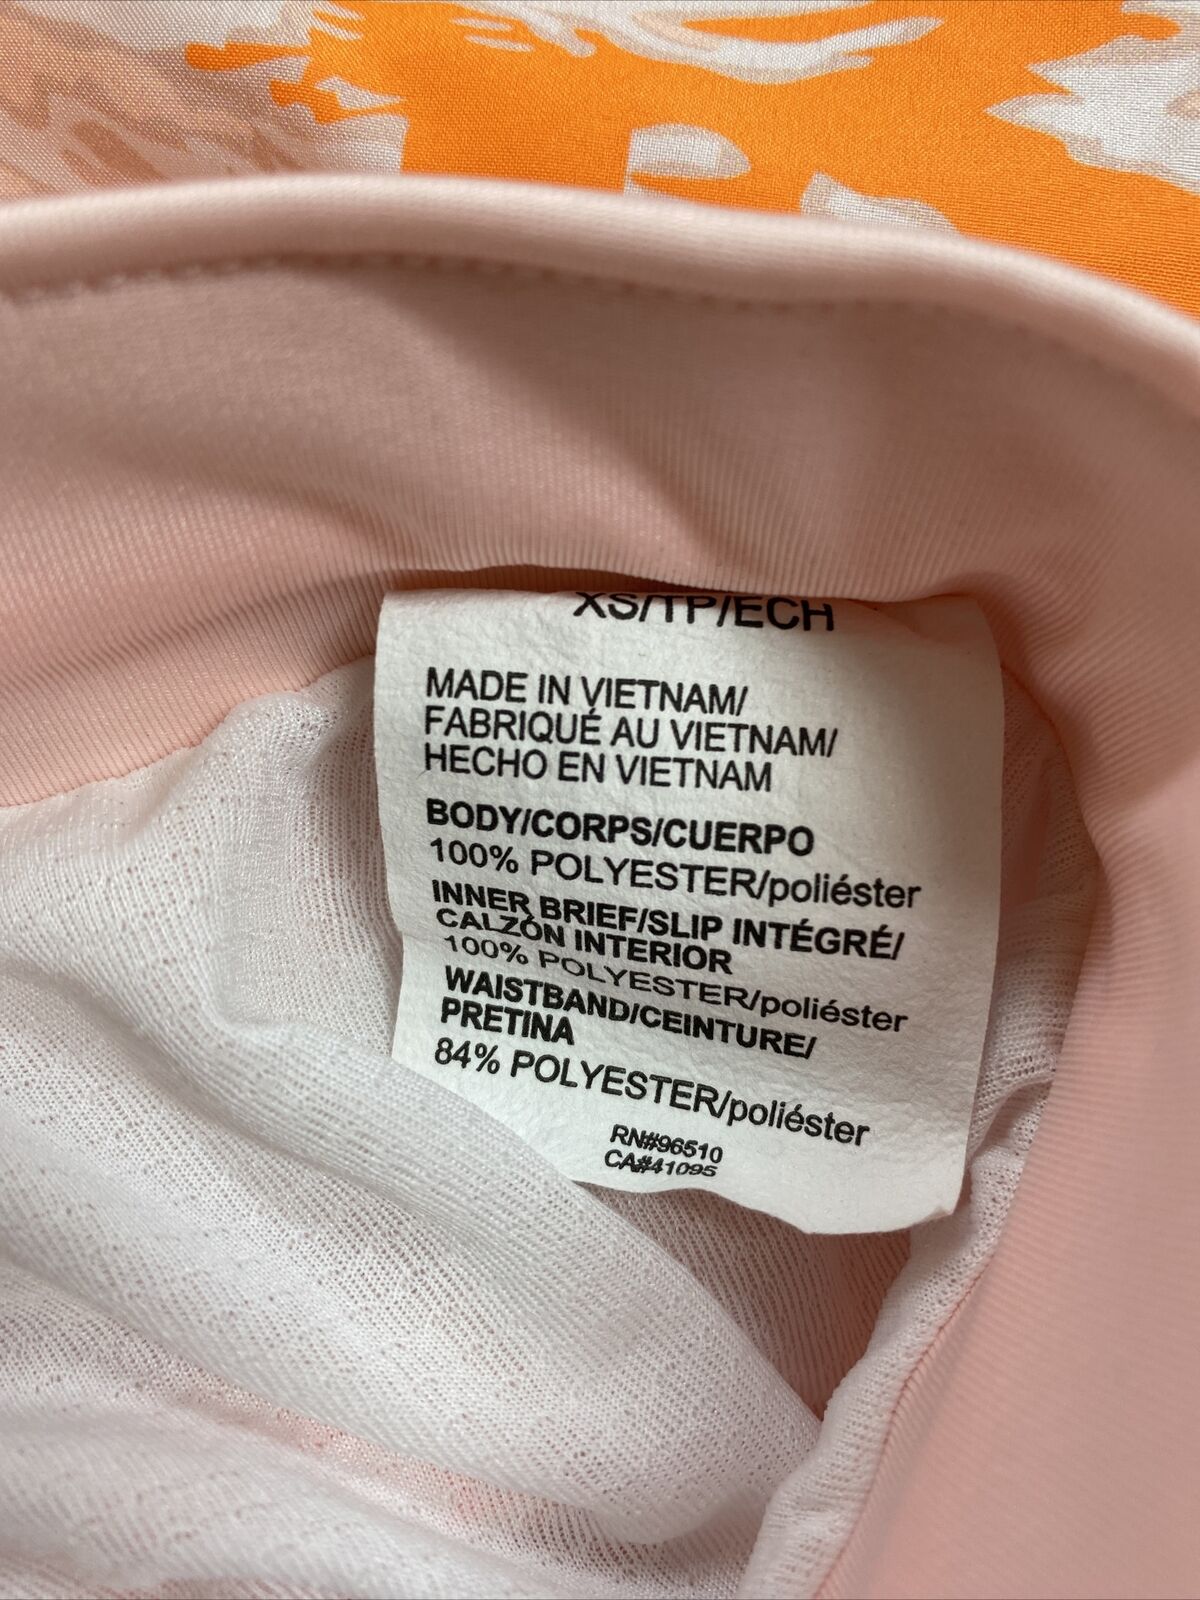 XS/TP/ECH
MADE IN VIETNAM/
FABRIQUÉ AU VIETNAM/
HECHO EN VIETNAM
BODY/CORPS/CUERPO
100% POLYESTER/poliéster
INNER BRIEF/SLIP INTÉGRÉ/
CALZÓN INTERIOR
100% POLYESTER/poliéster
WAISTBAND/CEINTURE/
PRETINA
84% POLYESTER/poliéster
RN#96510
CA#41095